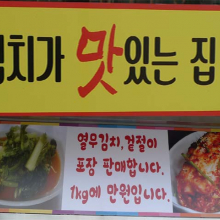 김치가 맛있는 집
열무김치, 겉절이
포장 판매합니다.
1kg에 만원입니다.